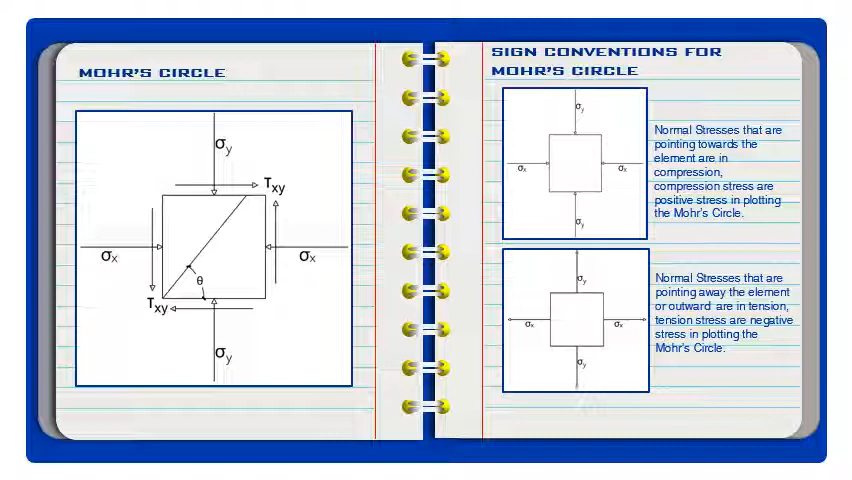 MOHR'S CIRCLE
σy
Txy
σx
σx
θ
Txy
σy
SIGN CONVENTIONS FOR
MOHR'S CIRCLE
σy
σx
σx
σy
Normal Stresses that are
pointing towards the
element are in
compression,
compression stress are
positive stress in plotting
the Mohr's Circle.
σy
σx
σx
σy
Normal Stresses that are
pointing away the element
or outward are in tension,
tension stress are negative
stress in plotting the
Mohr's Circle.